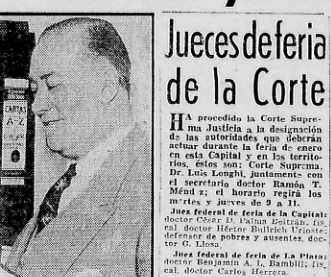 CARTAS
A-Z
Jueces de feria
de la Corte
HA procedido la Corte Supre-
ma Justicia a la designación
de las autoridades que deberán
actuar durante la feria de enero
en esta Capital y en los territo-
rios, éstos son: Corte Suprema,
Dr. Luis Longhi, juntamente con
el secretario doctor Ramón T.
Méndez; el horario regirá los
martes y jueves de 9 a 11.
Juez federal de feria de la Capital:
doctor César D. Palma Beltrán, fis-
cal doctor Héctor Bullrich Urioste;
defensor de pobres y ausentes, doc-
tor G. Llosa.
Juez federal de feria de La Plata:
doctor Benjamín A. I. Bambill; fis-
cal, doctor Carlos Herrera.